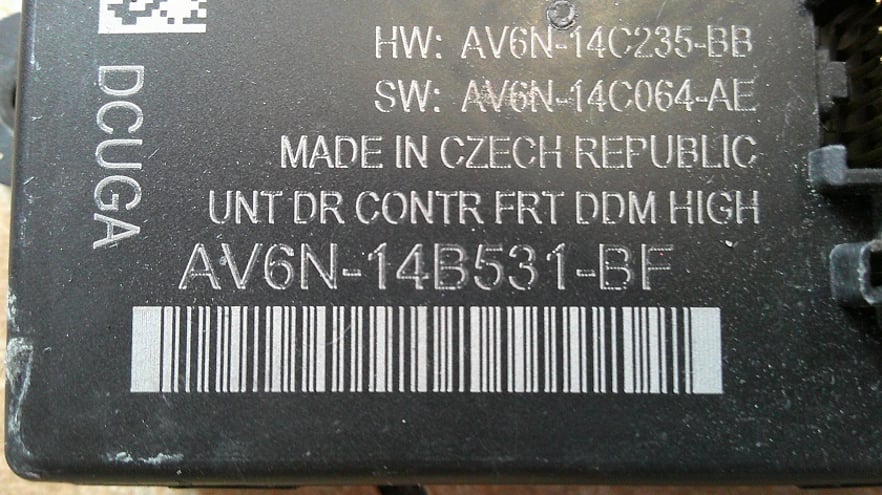 HW: AV6N-14C235-BB
SW: AV6N-14C064-AE
MADE IN CZECH REPUBLIC
UNT DR CONTR FRT DDM HIGH
AV6N-14B531-BF
DCUGA